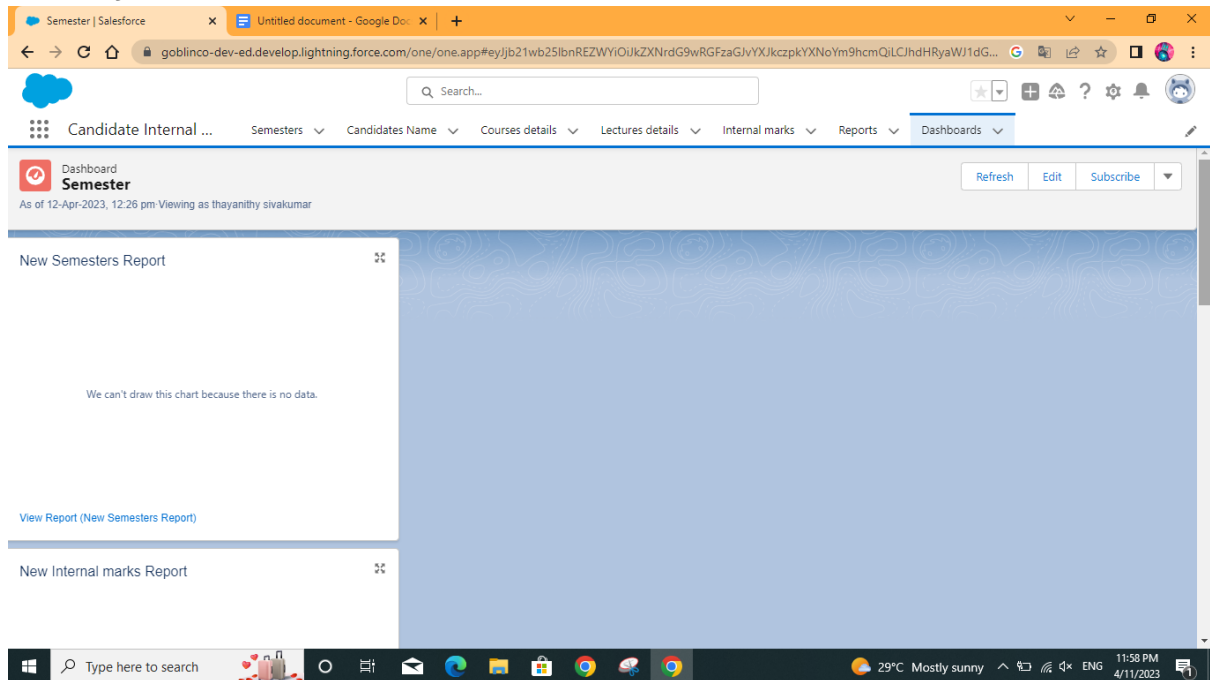 Semester | Salesforce
Untitled document - Google Doc
goblinco-dev-ed.develop.lightning.force.com/one/one.app#eyJjb21wb25lbnREZWYiOiJkZXNrdG9wRGFzaGJvYXJkczpkYXNoYm9hcmQiLCJhdHRyaWJ1dG...
Search...
Candidate Internal ...
Semesters
Candidates Name
Courses details
Lectures details
Internal marks
Reports
Dashboards
Dashboard
Semester
As of 12-Apr-2023, 12:26 pm·Viewing as thayanithy sivakumar
Refresh
Edit
Subscribe
New Semesters Report
We can't draw this chart because there is no data.
View Report (New Semesters Report)
New Internal marks Report
Type here to search
29°C Mostly sunny
ENG
11:58 PM
4/11/2023
1